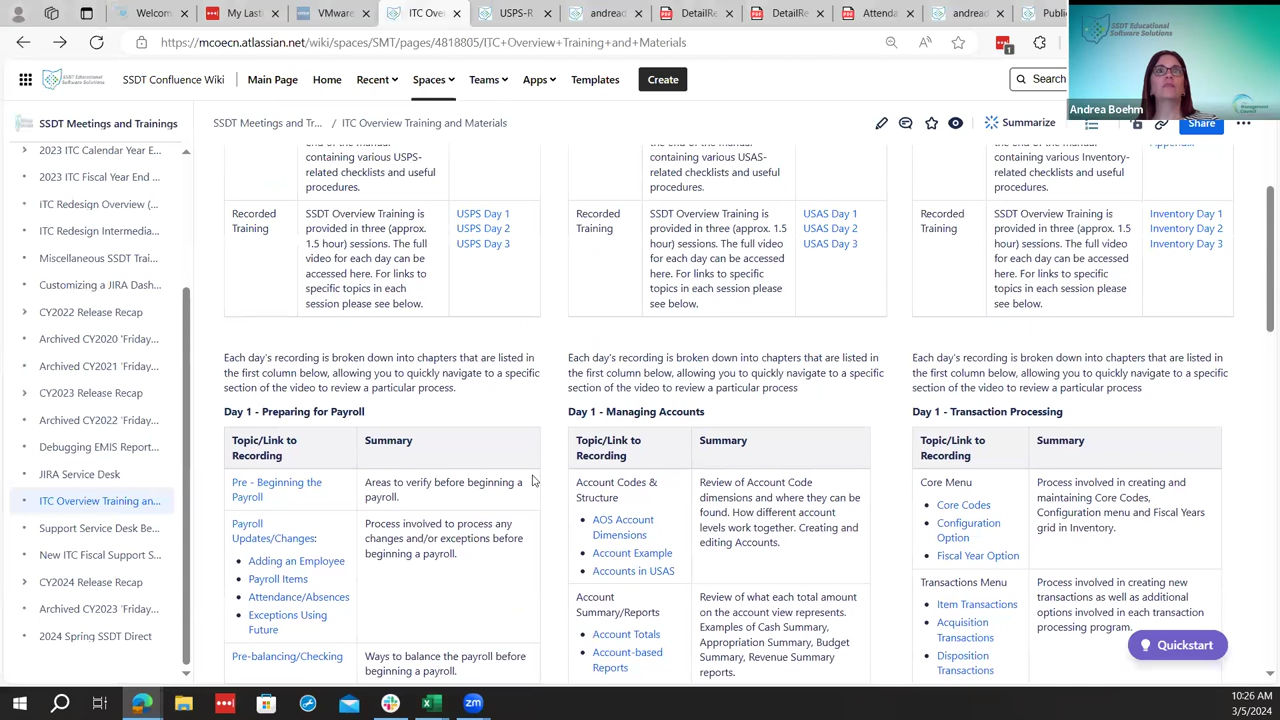 Welcom
My Last
VMware
ITC Ove
USPS-R
andread
DetailRe
DetailRe
Attenda
andread
Public
https://mcoecn.atlassian.net/wiki/spaces/SMT/pages/4818805/ITC+Overview+Training+and+Materials
1
SSDT Educational
Software Solutions
Andrea Boehm
SSDT Confluence Wiki
Main Page
Home
Recent
Spaces
Teams
Apps
Templates
Create
Search
SSDT Meetings and Trainings
SSDT Meetings and Tr... / ITC Overview Training and Materials
Summarize
Share
2023 ITC Calendar Year E...
2023 ITC Fiscal Year End ...
ITC Redesign Overview (...
ITC Redesign Intermedia...
Miscellaneous SSDT Trai...
Customizing a JIRA Dash...
CY2022 Release Recap
Archived CY2020 'Friday...
Archived CY2021 'Friday...
CY2023 Release Recap
Archived CY2022 'Friday...
Debugging EMIS Report...
JIRA Service Desk
ITC Overview Training an...
Support Service Desk Be...
New ITC Fiscal Support S...
CY2024 Release Recap
Archived CY2023 'Friday...
2024 Spring SSDT Direct
the end of the manual
containing various USPS-
related checklists and useful
procedures.
Recorded
Training
SSDT Overview Training is
provided in three (approx.
1.5 hour) sessions. The full
video for each day can be
accessed here. For links to
specific topics in each
session please see below.
USPS Day 1
USPS Day 2
USPS Day 3
the end of the manual
containing various USAS-
related checklists and useful
procedures.
Recorded
Training
SSDT Overview Training is
provided in three (approx. 1.5
hour) sessions. The full video
for each day can be accessed
here. For links to specific
topics in each session please
see below.
USAS Day 1
USAS Day 2
USAS Day 3
the end of the manual
containing various Inventory-
related checklists and useful
procedures.
Append...
Recorded
Training
SSDT Overview Training is
provided in three (approx. 1.5
hour) sessions. The full video
for each day can be accessed
here. For links to specific
topics in each session please
see below.
Inventory Day 1
Inventory Day 2
Inventory Day 3
Each day's recording is broken down into chapters that are listed in
the first column below, allowing you to quickly navigate to a specific
section of the video to review a particular process.
Day 1 - Preparing for Payroll
Topic/Link to
Recording
Summary
Pre - Beginning the
Payroll
Areas to verify before beginning a
payroll.
Payroll
Updates/Changes:
Adding an Employee
Payroll Items
Attendance/Absences
Exceptions Using
Future
Process involved to process any
changes and/or exceptions before
beginning a payroll.
Pre-balancing/Checking
Ways to balance the payroll before
beginning a payroll.
Each day's recording is broken down into chapters that are listed in
the first column below, allowing you to quickly navigate to a specific
section of the video to review a particular process
Day 1 - Managing Accounts
Topic/Link to
Recording
Summary
Account Codes &
Structure
AOS Account
Dimensions
Account Example
Accounts in USAS
Review of Account Code
dimensions and where they can be
found. How different account
levels work together. Creating and
editing Accounts.
Account
Summary/Reports
Account Totals
Account-based
Reports
Review of what each total amount
on the account view represents.
Examples of Cash Summary,
Appropriation Summary, Budget
Summary, Revenue Summary
reports.
Each day's recording is broken down into chapters that are listed in
the first column below, allowing you to quickly navigate to a specific
section of the video to review a particular process
Day 1 - Transaction Processing
Topic/Link to
Recording
Summary
Core Menu
Core Codes
Configuration
Option
Fiscal Year Option
Process involved in creating and
maintaining Core Codes,
Configuration menu and Fiscal Years
grid in Inventory.
Transactions Menu
Item Transactions
Acquisition
Transactions
Disposition
Transactions
Process involved in creating new
transactions as well as additional
options involved in each transaction
processing program.
Quickstart
10:26 AM
3/5/2024